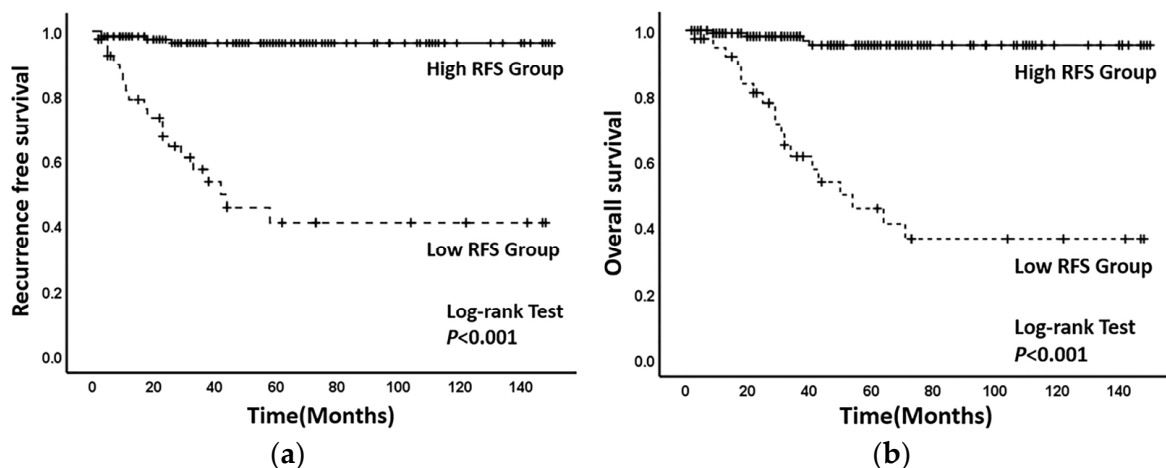 Recurrence free survival
1.0
0.8
0.6
0.4
0.2
0.0
High RFS Group
Low RFS Group
Log-rank Test
P<0.001
0 20 40 60 80 100 120 140
Time(Months)
(a)
Overall survival
1.0
0.8
0.6
0.4
0.2
0.0
High RFS Group
Low RFS Group
Log-rank Test
P<0.001
0 20 40 60 80 100 120 140
Time(Months)
(b)